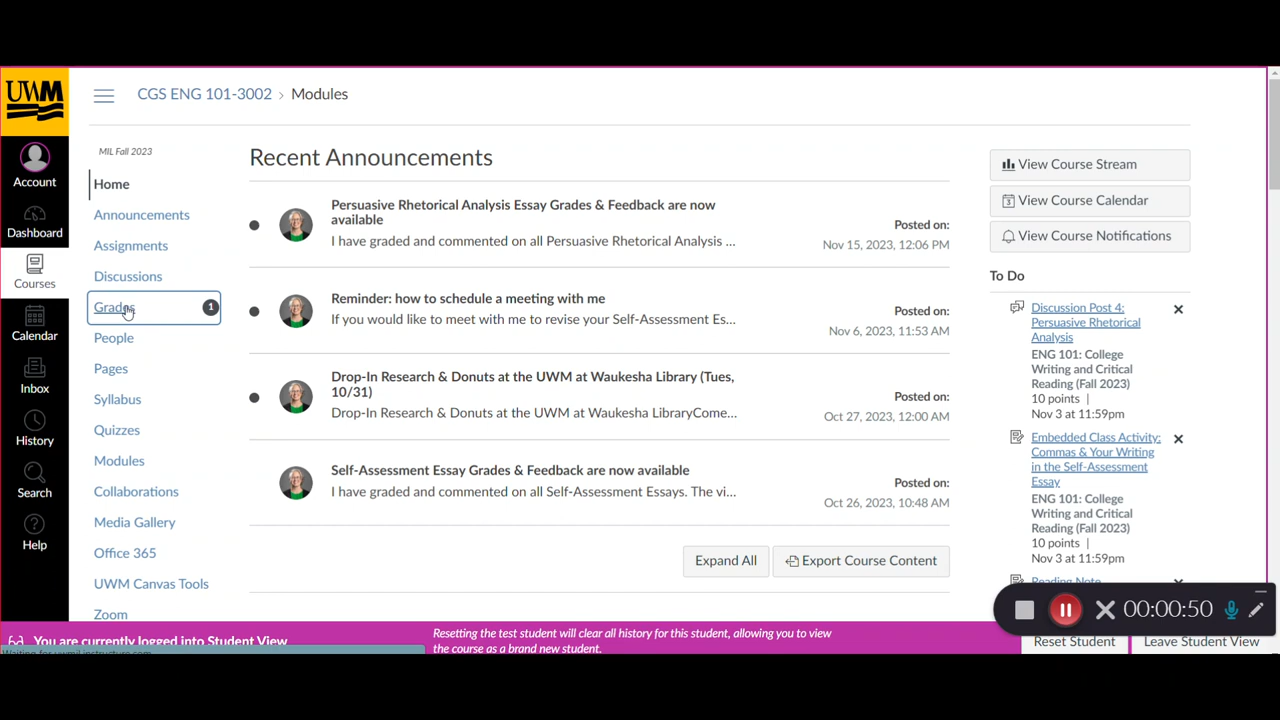 UWM
Account
Dashboard
Courses
Calendar
Inbox
History
Search
Help
CGS ENG 101-3002 › Modules
MIL Fall 2023
Home
Announcements
Assignments
Discussions
Grades 1
People
Pages
Syllabus
Quizzes
Modules
Collaborations
Media Gallery
Office 365
UWM Canvas Tools
Zoom
Recent Announcements
Persuasive Rhetorical Analysis Essay Grades & Feedback are now
available
I have graded and commented on all Persuasive Rhetorical Analysis ...
Posted on:
Nov 15, 2023, 12:06 PM
Reminder: how to schedule a meeting with me
If you would like to meet with me to revise your Self-Assessment Es...
Posted on:
Nov 6, 2023, 11:53 AM
Drop-In Research & Donuts at the UWM at Waukesha Library (Tues,
10/31)
Drop-In Research & Donuts at the UWM at Waukesha LibraryCome...
Posted on:
Oct 27, 2023, 12:00 AM
Self-Assessment Essay Grades & Feedback are now available
I have graded and commented on all Self-Assessment Essays. The vi...
Posted on:
Oct 26, 2023, 10:48 AM
Expand All
Export Course Content
View Course Stream
View Course Calendar
View Course Notifications
To Do
Discussion Post 4:
Persuasive Rhetorical
Analysis
ENG 101: College
Writing and Critical
Reading (Fall 2023)
10 points |
Nov 3 at 11:59pm
Embedded Class Activity:
Commas & Your Writing
in the Self-Assessment
Essay
ENG 101: College
Writing and Critical
Reading (Fall 2023)
10 points |
Nov 3 at 11:59pm
Reading Note
00:00:50
You are currently logged into Student View
Resetting the test student will clear all history for this student, allowing you to view
the course as a brand new student.
Reset Student
Leave Student View
Waiting for uwmil.instructure.com